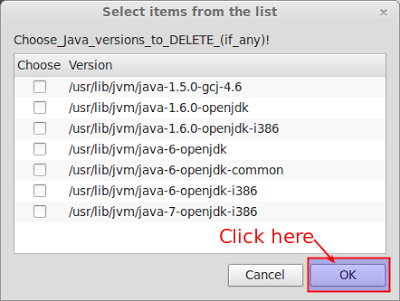 Select items from the list
Choose_Java_versions_to_DELETE_(if_any)!
Choose Version
/usr/lib/jvm/java-1.5.0-gcj-4.6
/usr/lib/jvm/java-1.6.0-openjdk
/usr/lib/jvm/java-1.6.0-openjdk-i386
/usr/lib/jvm/java-6-openjdk
/usr/lib/jvm/java-6-openjdk-common
/usr/lib/jvm/java-6-openjdk-i386
/usr/lib/jvm/java-7-openjdk-i386
Click here
Cancel OK